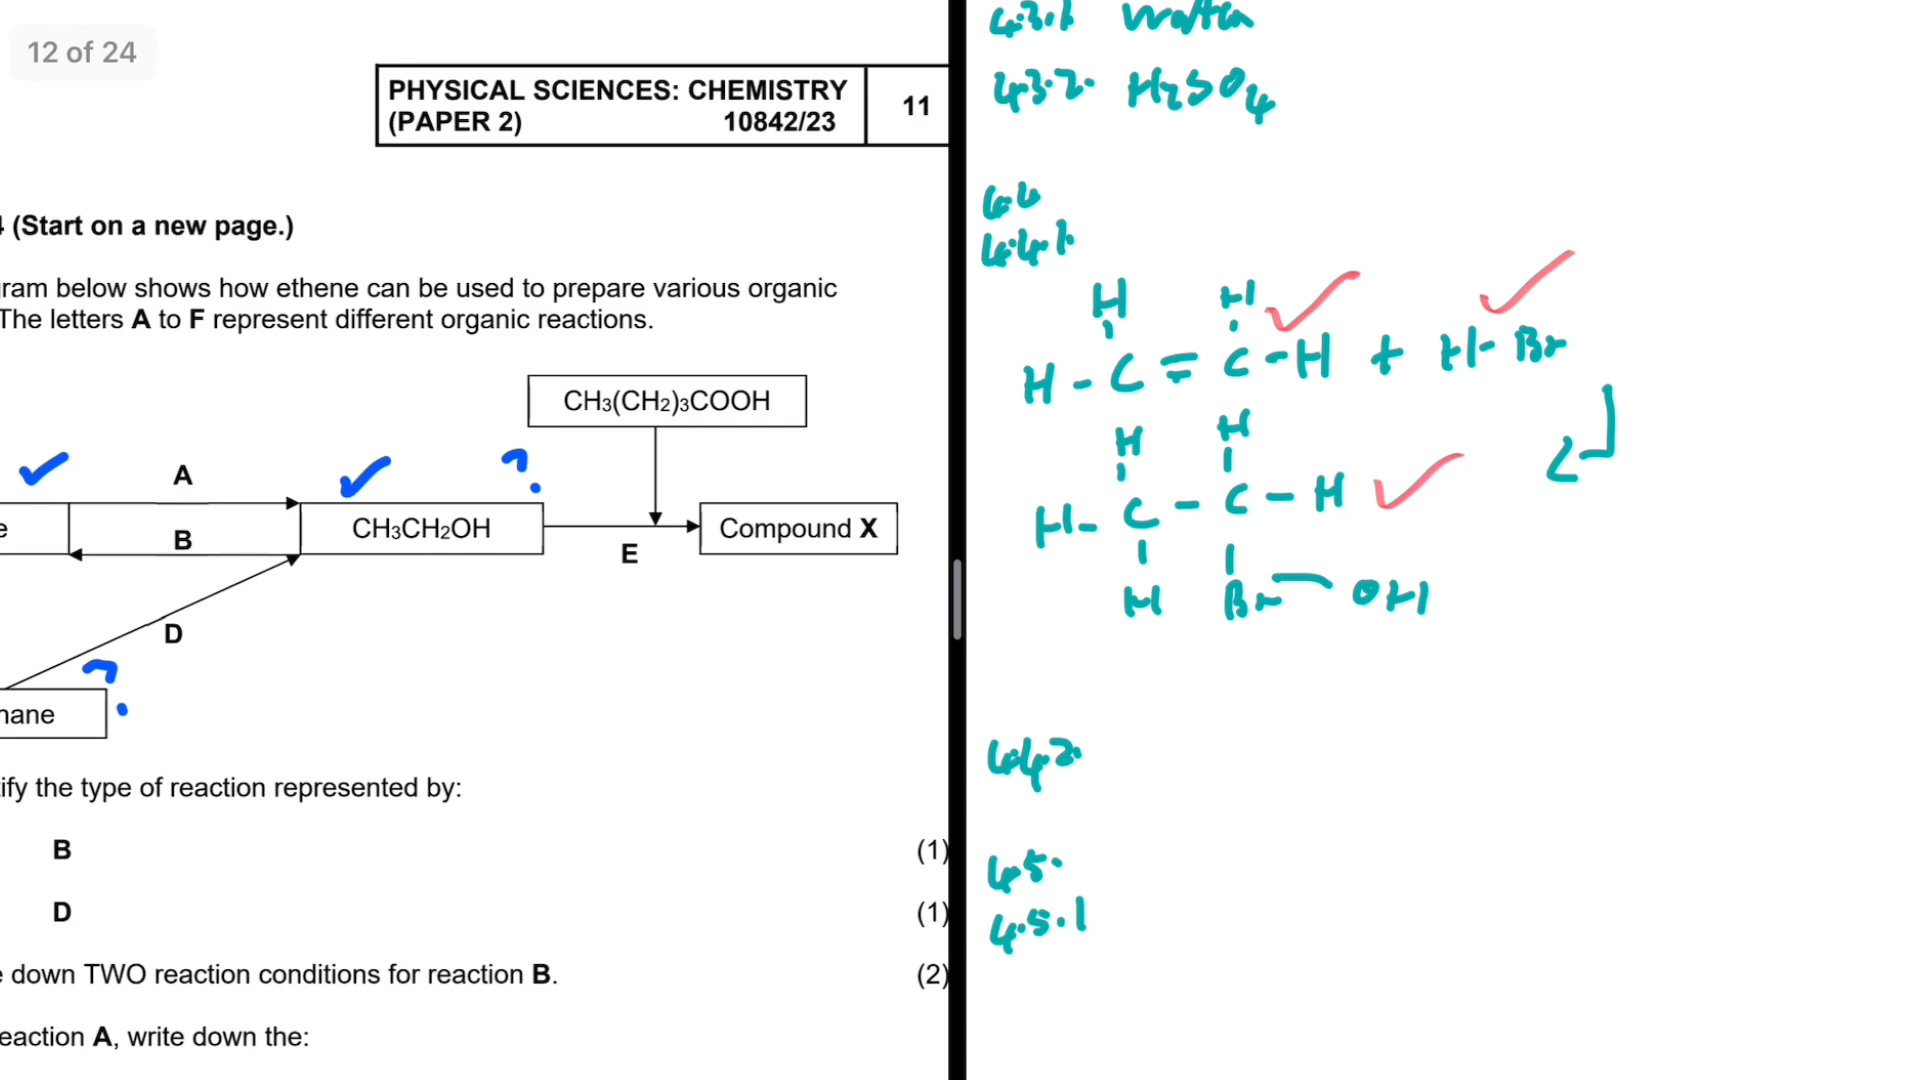 12 of 24
PHYSICAL SCIENCES: CHEMISTRY
(PAPER 2) 10842/23
11
(Start on a new page.)
ram below shows how ethene can be used to prepare various organic
The letters A to F represent different organic reactions.
CH3(CH2)3COOH
A
?
e
B
CH3CH2OH
Compound X
E
D
?
nane
ify the type of reaction represented by:
B (1)
D (1)
e down TWO reaction conditions for reaction B. (2)
eaction A, write down the:
4.3.1 Water
4.3.2. H2SO4
4.4
4.4.1
H H
H - C = C - H + H - Br
H H
H - C - C - H
H Br OH
4.4.2.
4.5.
4.5.1